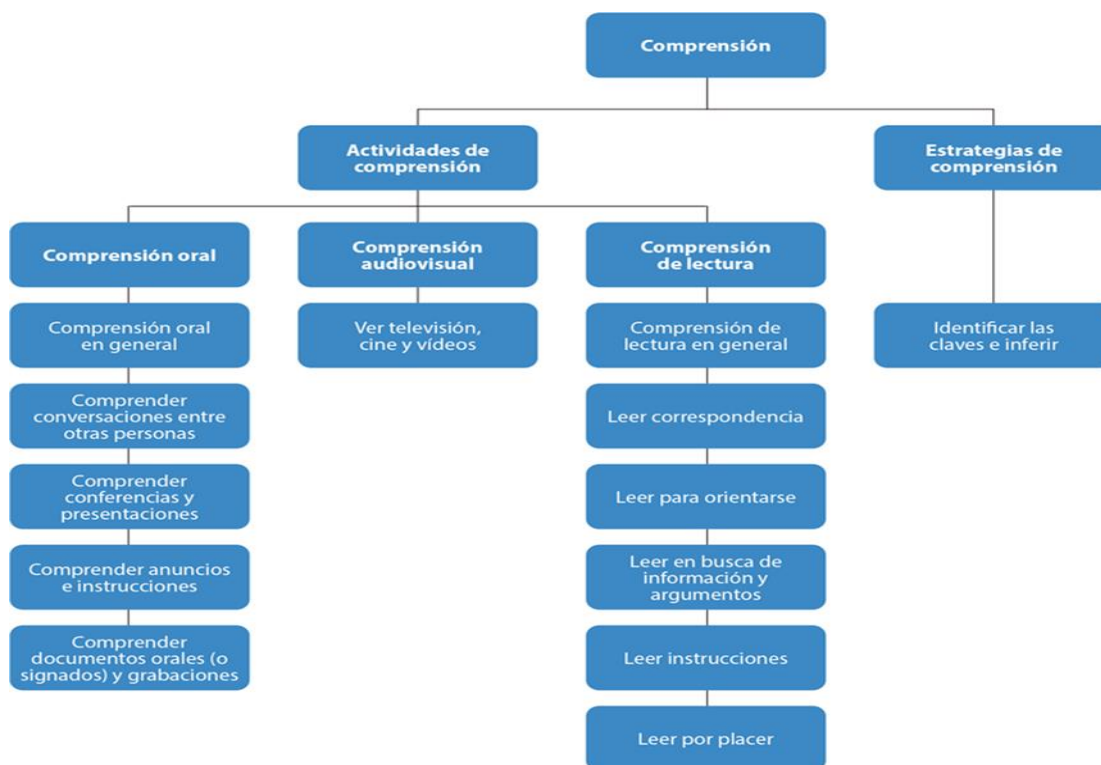 Comprensión
Actividades de
comprensión
Estrategias de
comprensión
Comprensión oral
Comprensión
audiovisual
Comprensión
de lectura
Comprensión oral
en general
Ver televisión,
cine y vídeos
Comprensión de
lectura en general
Identificar las
claves e inferir
Comprender
conversaciones entre
otras personas
Leer correspondencia
Comprender
conferencias y
presentaciones
Leer para orientarse
Comprender anuncios
e instrucciones
Leer en busca de
información y
argumentos
Comprender
documentos orales (o
signados) y grabaciones
Leer instrucciones
Leer por placer